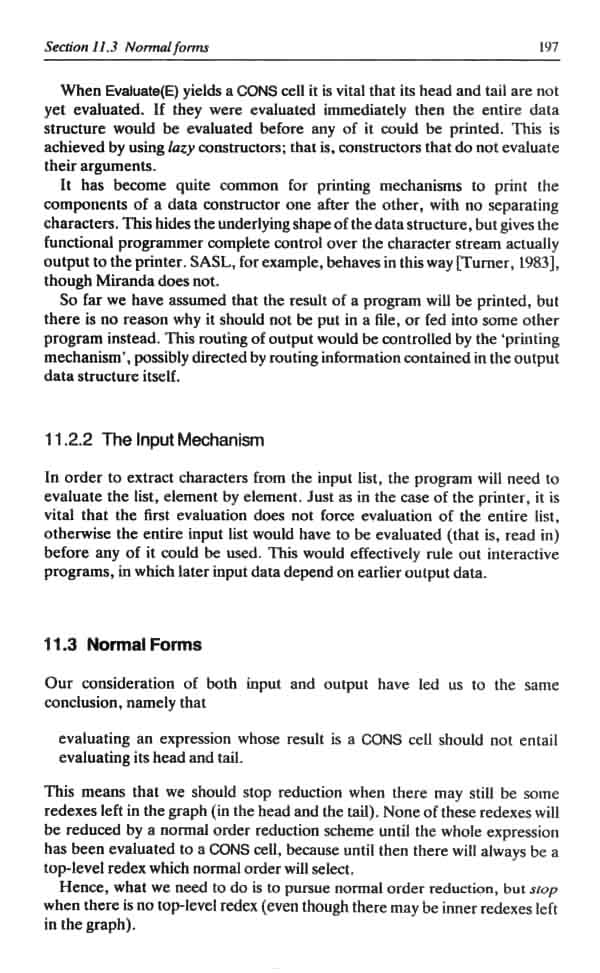 Section 11.3 Normal forms 197
When Evaluate(E) yields a CONS cell it is vital that its head and tail are not
yet evaluated. If they were evaluated immediately then the entire data
structure would be evaluated before any of it could be printed. This is
achieved by using lazy constructors; that is, constructors that do not evaluate
their arguments.
It has become quite common for printing mechanisms to print the
components of a data constructor one after the other, with no separating
characters. This hides the underlying shape of the data structure, but gives the
functional programmer complete control over the character stream actually
output to the printer. SASL, for example, behaves in this way [Turner, 1983],
though Miranda does not.
So far we have assumed that the result of a program will be printed, but
there is no reason why it should not be put in a file, or fed into some other
program instead. This routing of output would be controlled by the ‘printing
mechanism’, possibly directed by routing information contained in the output
data structure itself.
11.2.2 The Input Mechanism
In order to extract characters from the input list, the program will need to
evaluate the list, element by element. Just as in the case of the printer, it is
vital that the first evaluation does not force evaluation of the entire list,
otherwise the entire input list would have to be evaluated (that is, read in)
before any of it could be used. This would effectively rule out interactive
programs, in which later input data depend on earlier output data.
11.3 Normal Forms
Our consideration of both input and output have led us to the same
conclusion, namely that
evaluating an expression whose result is a CONS cell should not entail
evaluating its head and tail.
This means that we should stop reduction when there may still be some
redexes left in the graph (in the head and the tail). None of these redexes will
be reduced by a normal order reduction scheme until the whole expression
has been evaluated to a CONS cell, because until then there will always be a
top-level redex which normal order will select.
Hence, what we need to do is to pursue normal order reduction, but stop
when there is no top-level redex (even though there may be inner redexes left
in the graph).